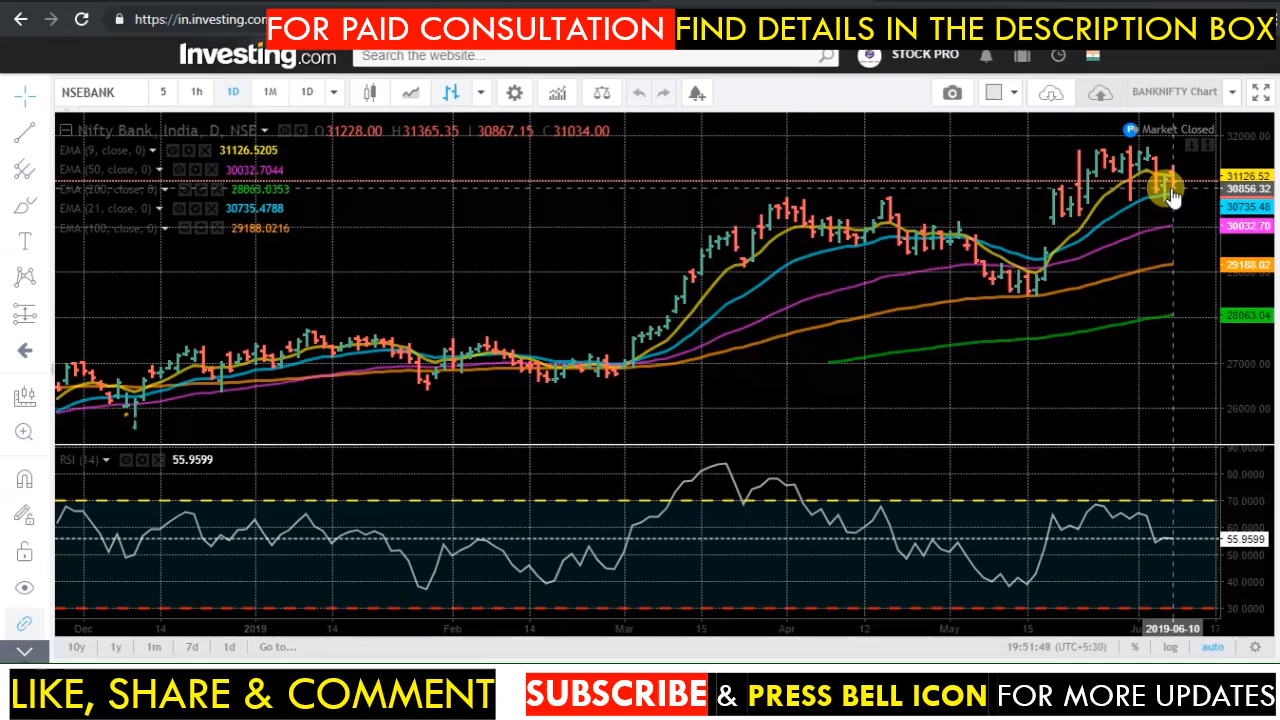 https://in.investing.com
FOR PAID CONSULTATION FIND DETAILS IN THE DESCRIPTION BOX
Investing.com
Search the website...
STOCK PRO
NSEBANK 5 1h 1D 1M 1D BANKNIFTY Chart
Nifty Bank, India, D, NSE O31228.00 H31365.35 L30867.15 C31034.00
Market Closed
EMA (9, close, 0) 31126.5205
EMA (50, close, 0) 30032.7044
EMA (200, close, 0) 28063.0353
EMA (21, close, 0) 30735.4788
EMA (100, close, 0) 29188.0216
32000.00
31126.52
30856.32
30735.48
30032.70
29188.02
28063.04
27000.00
26000.00
RSI (14) 55.9599
80.0000
70.0000
60.0000
55.9599
50.0000
40.0000
30.0000
Dec 14 2019 14 Feb 14 Mar 15 Apr 12 May 15 2019-06-10 17
10y 1y 1m 7d 1d Go to... 19:51:49 (UTC+5:30) % log auto
LIKE, SHARE & COMMENT SUBSCRIBE & PRESS BELL ICON FOR MORE UPDATES